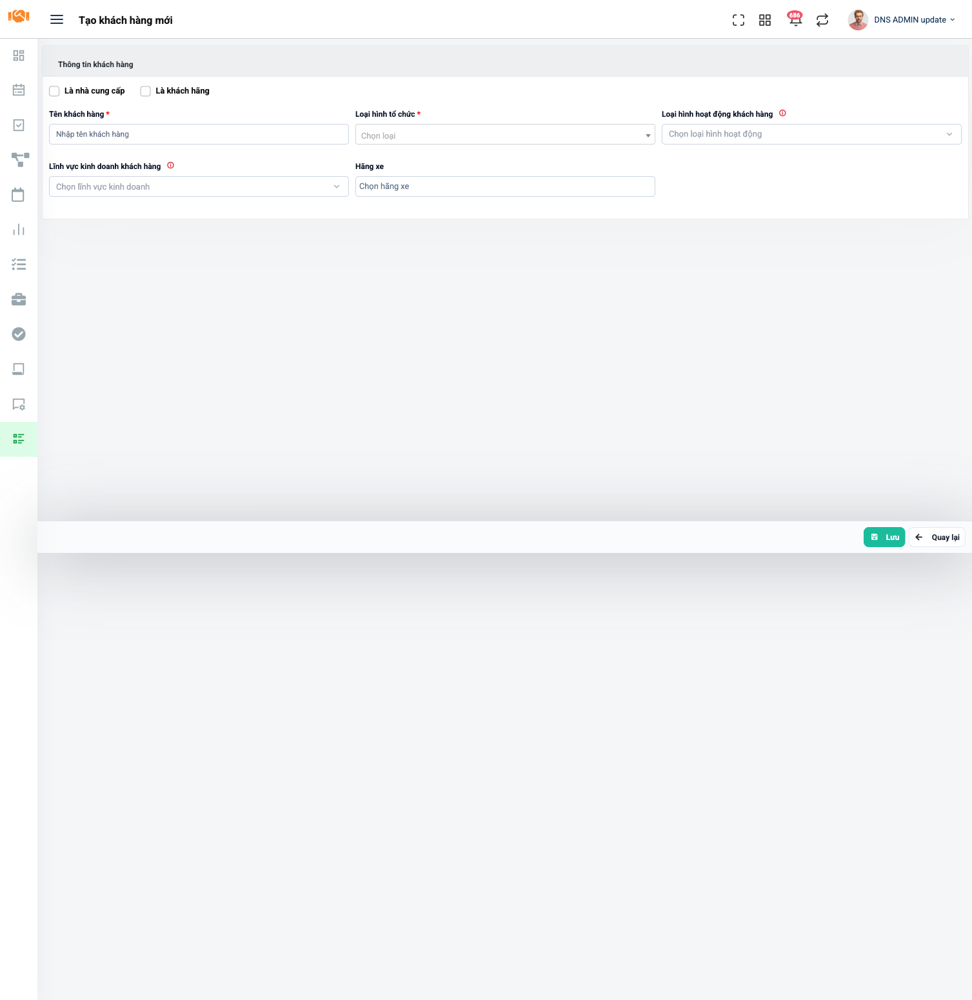 Tạo khách hàng mới
686
DNS ADMIN update
Thông tin khách hàng
Là nhà cung cấp
Là khách hãng
Tên khách hàng *
Loại hình tổ chức *
Loại hình hoạt động khách hàng
Nhập tên khách hàng
Chọn loại
Chọn loại hình hoạt động
Lĩnh vực kinh doanh khách hàng
Hãng xe
Chọn lĩnh vực kinh doanh
Chọn hãng xe
Lưu
Quay lại